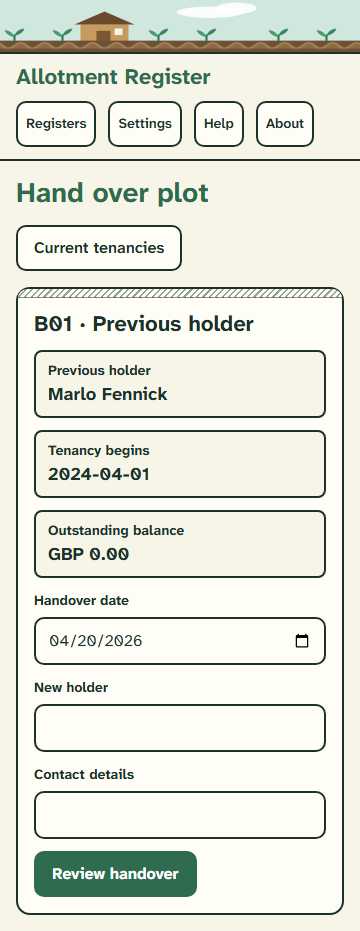 Allotment Register
Registers
Settings
Help
About
Hand over plot
Current tenancies
B01 · Previous holder
Previous holder
Marlo Fennick
Tenancy begins
2024-04-01
Outstanding balance
GBP 0.00
Handover date
04/20/2026
New holder
Contact details
Review handover